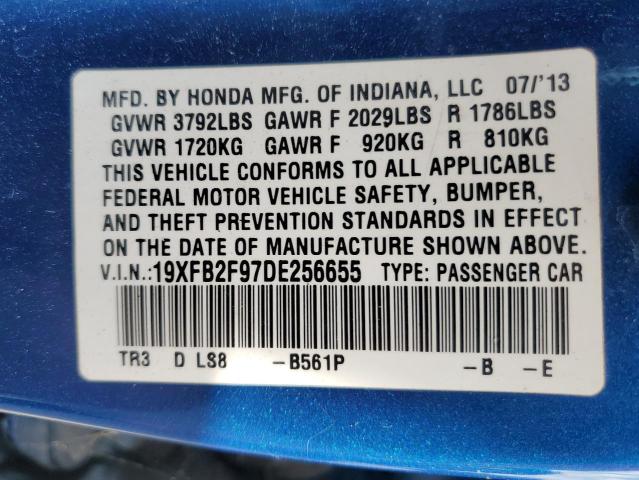 MFD. BY HONDA MFG. OF INDIANA, LLC 07/'13
GVWR 3792LBS GAWR F 2029LBS R 1786LBS
GVWR 1720KG GAWR F 920KG R 810KG
THIS VEHICLE CONFORMS TO ALL APPLICABLE
FEDERAL MOTOR VEHICLE SAFETY, BUMPER,
AND THEFT PREVENTION STANDARDS IN EFFECT
ON THE DATE OF MANUFACTURE SHOWN ABOVE.
V.I.N.:19XFB2F97DE256655 TYPE: PASSENGER CAR
TR3 D LS8 -B561P -B -E